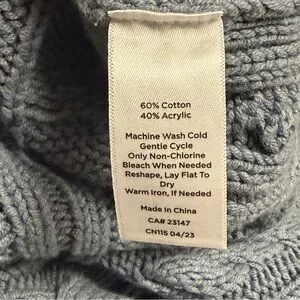 60% Cotton
40% Acrylic
Machine Wash Cold
Gentle Cycle
Only Non-Chlorine
Bleach When Needed
Reshape, Lay Flat To
Dry
Warm Iron, If Needed
Made In China
CA# 23147
CN115 04/23